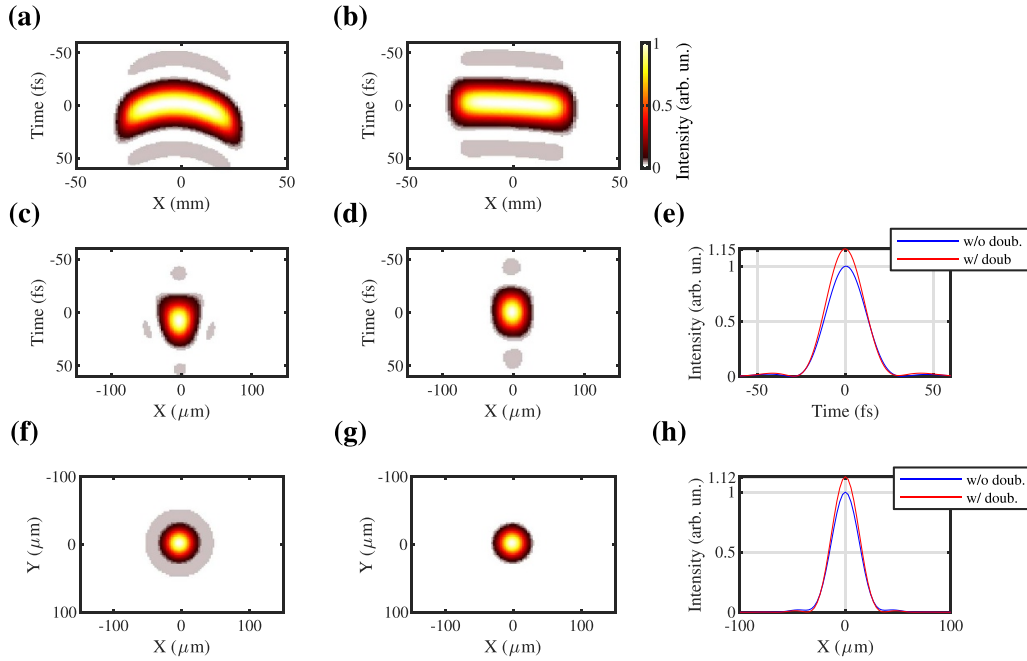 (a)
(b)
-50
0
50
Time (fs)
-50
0
50
X (mm)
-50
0
50
Time (fs)
-50
0
50
X (mm)
1
0.5
0
Intensity (arb. un.)
(c)
(d)
(e)
-50
0
50
Time (fs)
-100
0
100
X (μm)
-50
0
50
Time (fs)
-100
0
100
X (μm)
w/o doub.
w/ doub
1.15
1
0.5
0
Intensity (arb. un.)
-50
0
50
Time (fs)
(f)
(g)
(h)
-100
0
100
Y (μm)
-100
0
100
X (μm)
-100
0
100
Y (μm)
-100
0
100
X (μm)
w/o doub.
w/ doub.
1.12
1
0.5
0
Intensity (arb. un.)
-100
0
100
X (μm)